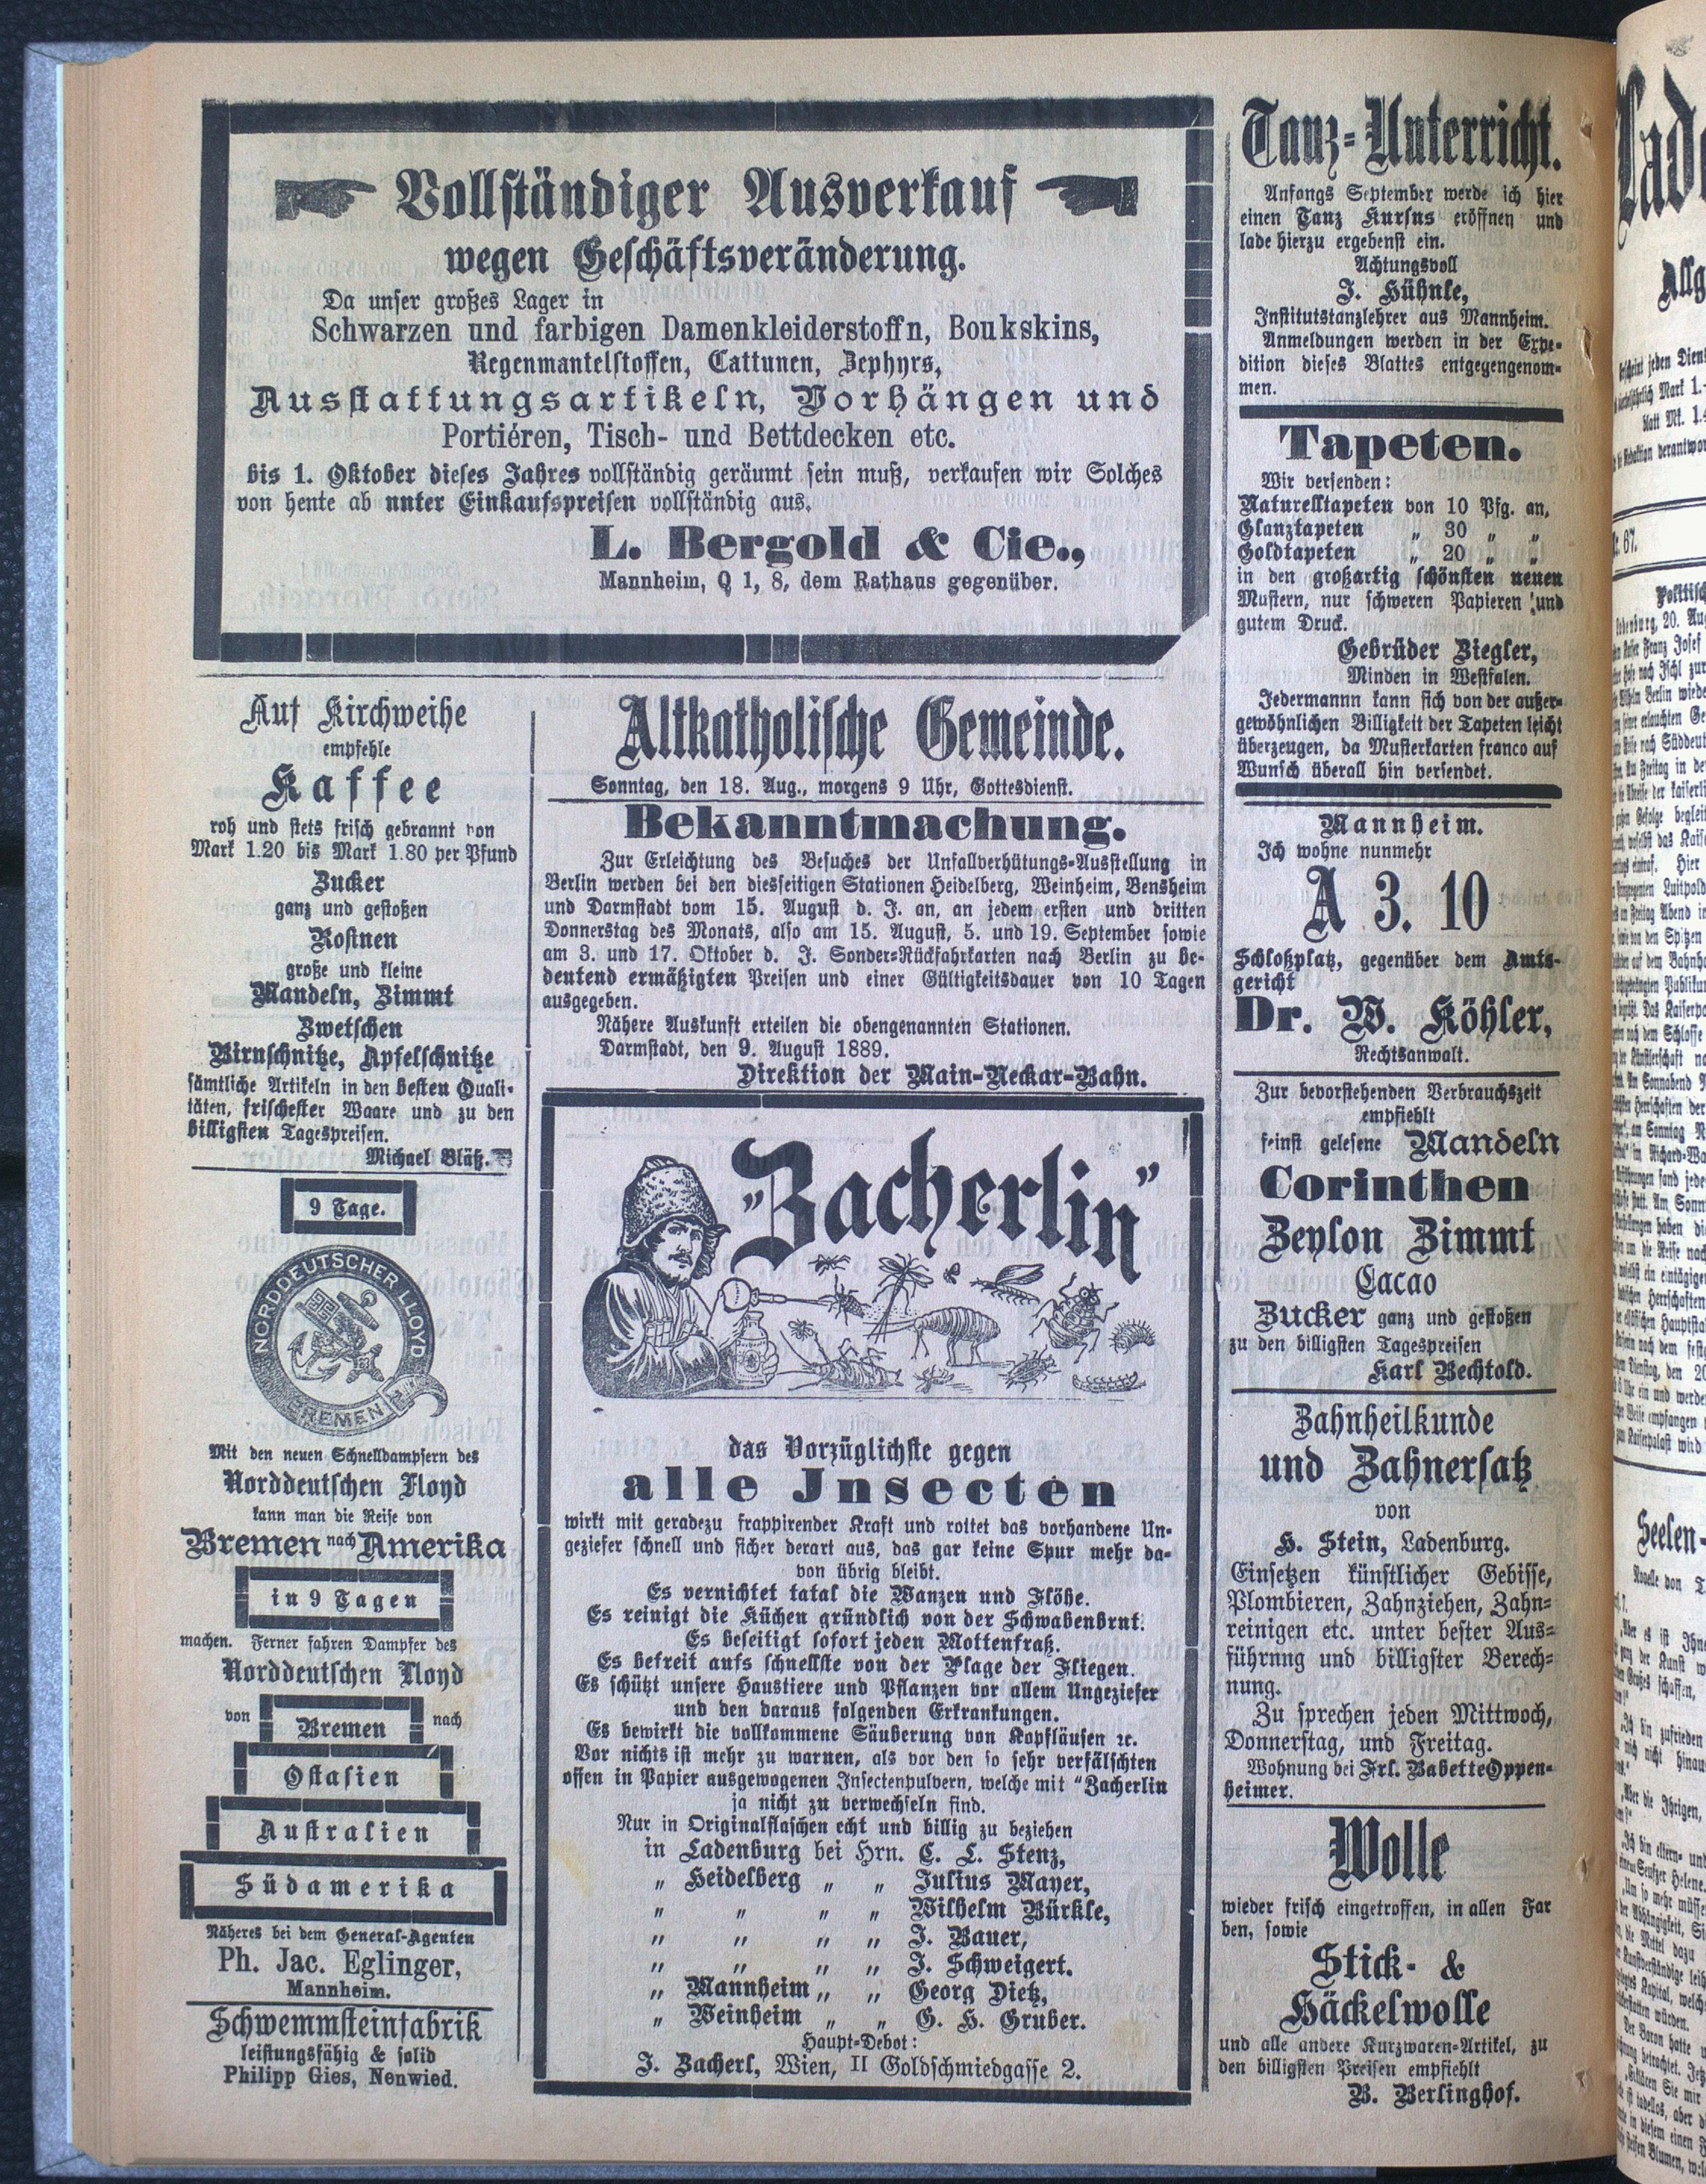 Vollständiger Ausverkauf
wegen Geschäftsveränderung.
Da unser großes Lager in
Schwarzen und farbigen Damenkleiderstoffn, Boukskins,
Regenmantelstoffen, Cattunen, Zephyrs,
Ausstattungsartikeln, Vorhängen und
Portiéren, Tisch- und Bettdecken etc.
bis 1. Oktober dieses Jahres vollständig geräumt sein muß, verkaufen wir Solches
von heute ab unter Einkaufspreisen vollständig aus.
L. Bergold & Cie.,
Mannheim, Q 1, 8, dem Rathaus gegenüber.
Auf Kirchweihe
empfehle
Kaffee
roh und stets frisch gebrannt von
Mark 1.20 bis Mark 1.80 per Pfund
Zucker
ganz und gestoßen
Rosinen
große und kleine
Mandeln, Zimmt
Zwetschen
Birnschnitze, Apfelschnitze
sämtliche Artikeln in den besten Quali-
täten, frischester Waare und zu den
billigsten Tagespreisen.
Michael Bläß.
9 Tage.
NORDDEUTSCHER LLOYD
BREMEN
Mit den neuen Schnelldampfern des
Norddeutschen Lloyd
kann man die Reise von
Bremen nach Amerika
in 9 Tagen
machen. Ferner fahren Dampfer des
Norddeutschen Lloyd
von Bremen nach
Ostasien
Australien
Südamerika
Näheres bei dem General-Agenten
Ph. Jac. Eglinger,
Mannheim.
Schwemmsteinfabrik
leistungsfähig & solid
Philipp Gies, Neuwied.
Altkatholische Gemeinde.
Sonntag, den 18. Aug., morgens 9 Uhr, Gottesdienst.
Bekanntmachung.
Zur Erleichtung des Besuches der Unfallverhütungs-Ausstellung in
Berlin werden bei den diesseitigen Stationen Heidelberg, Weinheim, Bensheim
und Darmstadt vom 15. August d. J. an, an jedem ersten und dritten
Donnerstag des Monats, also am 15. August, 5. und 19. September sowie
am 3. und 17. Oktober d. J. Sonder-Rückfahrkarten nach Berlin zu be-
deutend ermäßigten Preisen und einer Gültigkeitsdauer von 10 Tagen
ausgegeben.
Nähere Auskunft erteilen die obengenannten Stationen.
Darmstadt, den 9. August 1889.
Direktion der Main-Neckar-Bahn.
„Zacherlin”
das Vorzüglichste gegen
alle Jnsecten
wirkt mit geradezu frappirender Kraft und rottet das vorhandene Un-
geziefer schnell und sicher derart aus, das gar keine Spur mehr da-
von übrig bleibt.
Es vernichtet tatal die Wanzen und Flöhe.
Es reinigt die Küchen gründlich von der Schwabenbrut.
Es beseitigt sofort jeden Mottenfraß.
Es befreit aufs schnellste von der Plage der Fliegen.
Es schützt unsere Haustiere und Pflanzen vor allem Ungeziefer
und den daraus folgenden Erkrankungen.
Es bewirkt die vollkommene Säuberung von Kopfläusen ꝛc.
Vor nichts ist mehr zu warnen, als vor den so sehr verfälschten
offen in Papier ausgewogenen Insectenpulvern, welche mit "Zacherlin
ja nicht zu verwechseln find.
Nur in Originalflaschen echt und billig zu beziehen
in Ladenburg bei Hrn. C. L. Stenz,
„ Heidelberg „ „ Julius Mayer,
„ „ „ „ Wilhelm Bürkle,
„ „ „ „ J. Bauer,
„ „ „ „ J. Schweigert.
„ Mannheim „ „ Georg Dietz,
„ Weinheim „ „ G. H. Gruber.
Haupt-Debot:
J. Zacherl, Wien, II Goldschmiedgasse 2.
Tanz-Unterricht.
Anfangs September werde ich hier
einen Tanz Kursus eröffnen und
lade hierzu ergebenst ein.
Achtungsvoll
J. Hühnle,
Institutstanzlehrer aus Mannheim.
Anmeldungen werden in der Expe-
dition dieses Blattes entgegengenom-
men.
Tapeten.
Wir versenden:
Naturelltapeten von 10 Pfg. an,
Glanztapeten „ 30 „ „
Goldtapeten „ 20 „ „
in den großartig schönsten neuen
Mustern, nur schweren Papieren und
gutem Druck.
Gebrüder Ziegler,
Minden in Westfalen.
Jedermannn kann sich von der außer-
gewöhnlichen Billigkeit der Tapeten leicht
überzeugen, da Musterkarten franco auf
Wunsch überall hin versendet.
Mannheim.
Ich wohne nunmehr
A 3. 10
Schloßplatz, gegenüber dem Amts-
gericht
Dr. W. Köhler,
Rechtsanwalt.
Zur bevorstehenden Verbrauchszeit
empfiehlt
feinst gelesene Mandeln
Corinthen
Zeylon Zimmt
Cacao
Zucker ganz und gestoßen
zu den billigsten Tagespreisen
Karl Bechtold.
Zahnheilkunde
und Zahnersatz
von
H. Stein, Ladenburg.
Einsetzen künstlicher Gebisse,
Plombieren, Zahnziehen, Zahn-
reinigen etc. unter bester Aus-
führung und billigster Berech-
nung.
Zu sprechen jeden Mittwoch,
Donnerstag, und Freitag.
Wohnung bei Frl. Babette Oppen-
heimer.
Wolle
wieder frisch eingetroffen, in allen Far
ben, sowie
Stick- &
Häckelwolle
und alle andere Kurzwaren-Artikel, zu
den billigsten Preisen empfiehlt
B. Berlinghof.